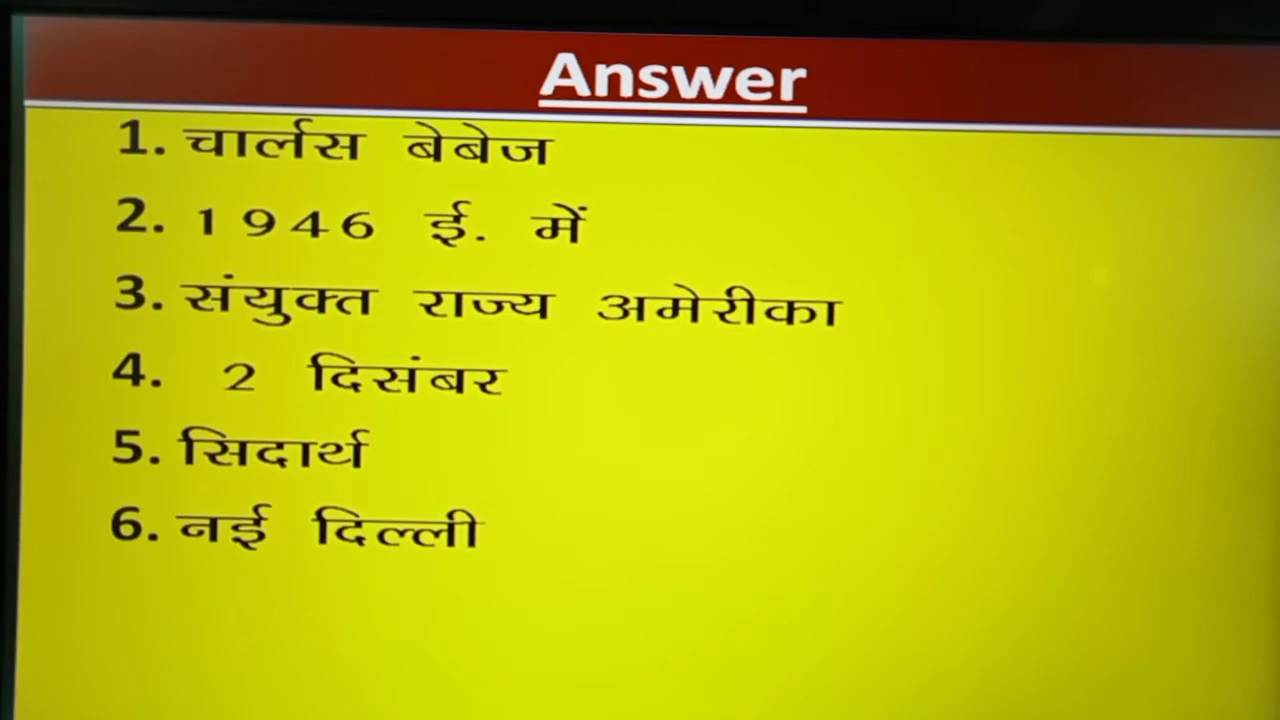 Answer
1. चार्लस बेबेज
2. 1946 ई. में
3. संयुक्त राज्य अमेरीका
4. 2 दिसंबर
5. सिदार्थ
6. नई दिल्ली